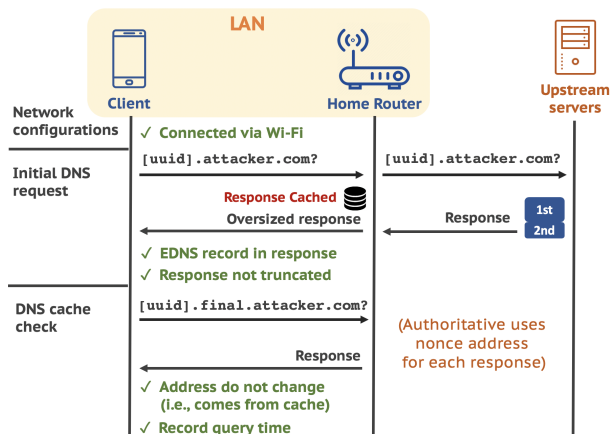 LAN
Client
Home Router
Upstream
servers
Network
configurations
✓ Connected via Wi-Fi
Initial DNS
request
[uuid].attacker.com?
[uuid].attacker.com?
Response Cached
Oversized response
Response
1st
2nd
✓ EDNS record in response
✓ Response not truncated
DNS cache
check
[uuid].final.attacker.com?
(Authoritative uses
nonce address
for each response)
Response
✓ Address do not change
(i.e., comes from cache)
✓ Record query time